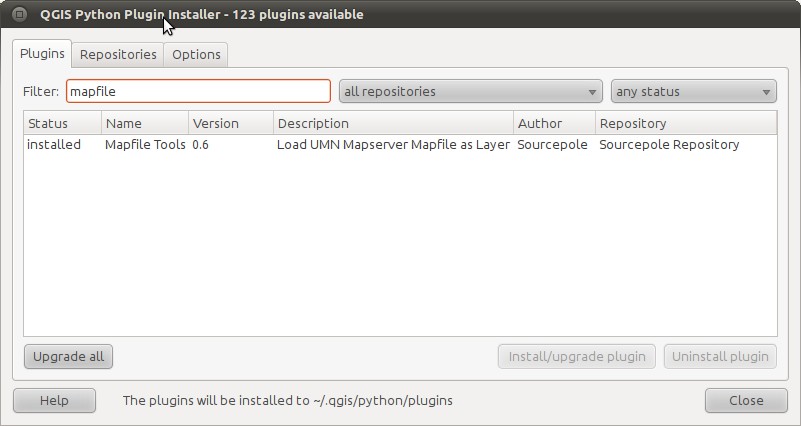 QGIS Python Plugin Installer - 123 plugins available
Plugins Repositories Options
Filter: mapfile all repositories any status
Status Name Version Description Author Repository
installed Mapfile Tools 0.6 Load UMN Mapserver Mapfile as Layer Sourcepole Sourcepole Repository
Upgrade all Install/upgrade plugin Uninstall plugin
Help The plugins will be installed to ~/.qgis/python/plugins Close